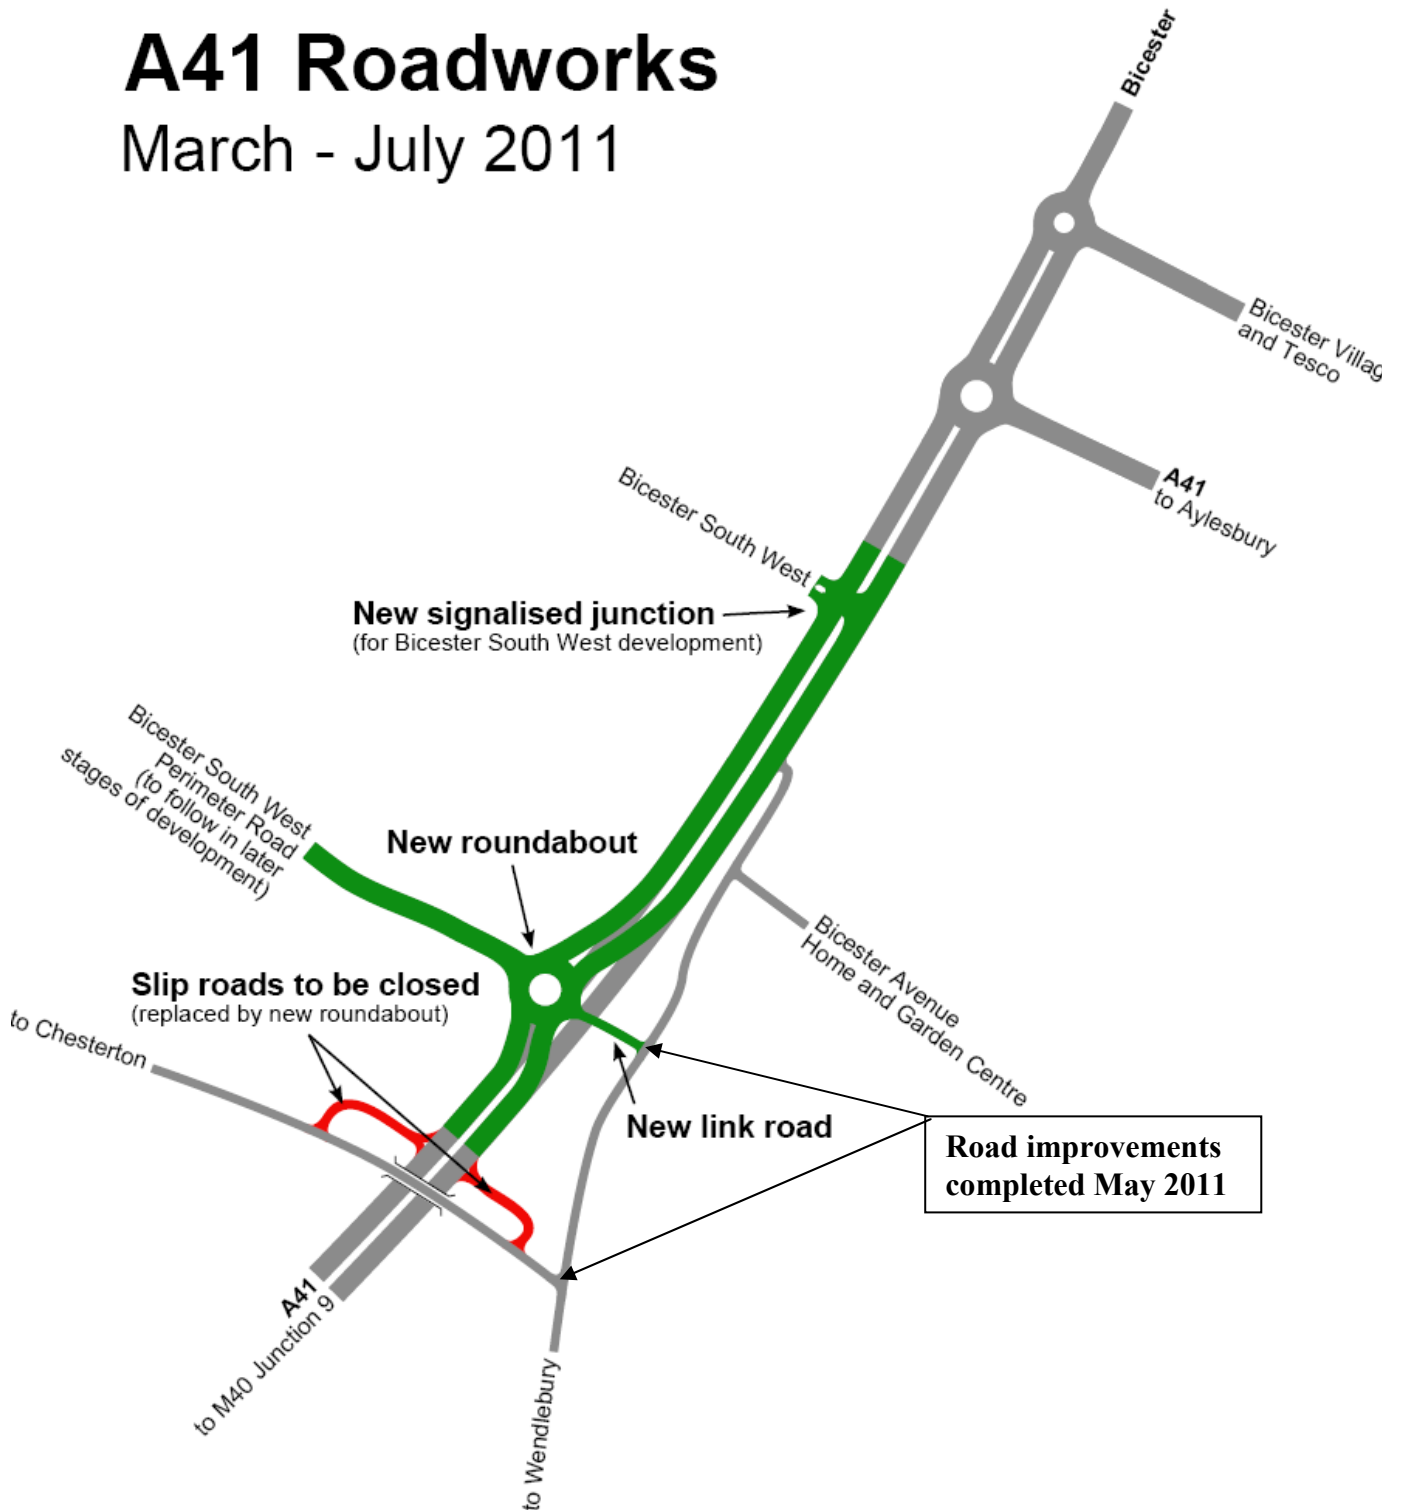 A41 Roadworks
March - July 2011
Bicester
Bicester Villag
and Tesco
A41
to Aylesbury
Bicester South West
New signalised junction
(for Bicester South West development)
Bicester South West
Perimeter Road
(to follow in later
stages of development)
New roundabout
Bicester Avenue
Home and Garden Centre
Slip roads to be closed
(replaced by new roundabout)
to Chesterton
New link road
Road improvements
completed May 2011
A41
to M40 Junction 9
to Wendlebury